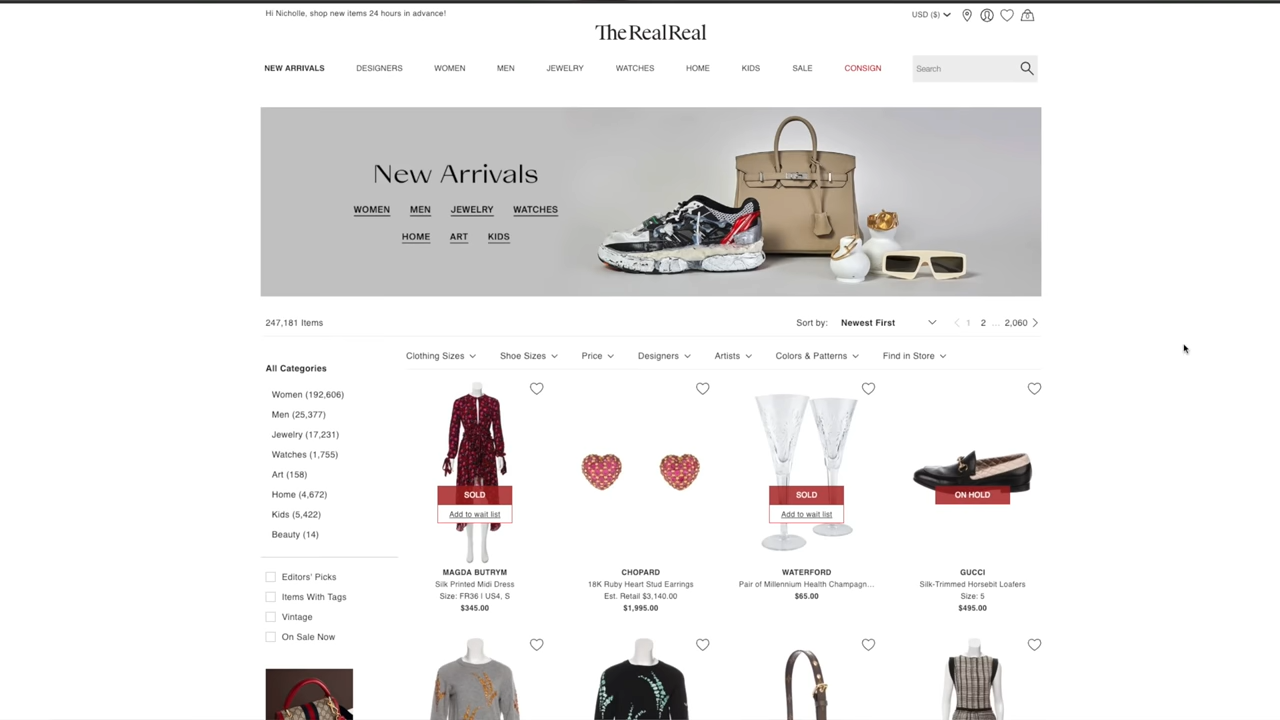 Hi Nicholle, shop new items 24 hours in advance!
USD ($)
0
The RealReal
NEW ARRIVALS DESIGNERS WOMEN MEN JEWELRY WATCHES HOME KIDS SALE CONSIGN
Search
New Arrivals
WOMEN MEN JEWELRY WATCHES
HOME ART KIDS
247,181 Items
Sort by: Newest First
1 2 ... 2,060
Clothing Sizes Shoe Sizes Price Designers Artists Colors & Patterns Find in Store
All Categories
Women (192,606)
Men (25,377)
Jewelry (17,231)
Watches (1,755)
Art (158)
Home (4,672)
Kids (5,422)
Beauty (14)
Editors' Picks
Items With Tags
Vintage
On Sale Now
SOLD
Add to wait list
MAGDA BUTRYM
Silk Printed Midi Dress
Size: FR36 | US4, S
$345.00
CHOPARD
18K Ruby Heart Stud Earrings
Est. Retail $3,140.00
$1,995.00
SOLD
Add to wait list
WATERFORD
Pair of Millennium Health Champagn...
$65.00
ON HOLD
GUCCI
Silk-Trimmed Horsebit Loafers
Size: 5
$495.00